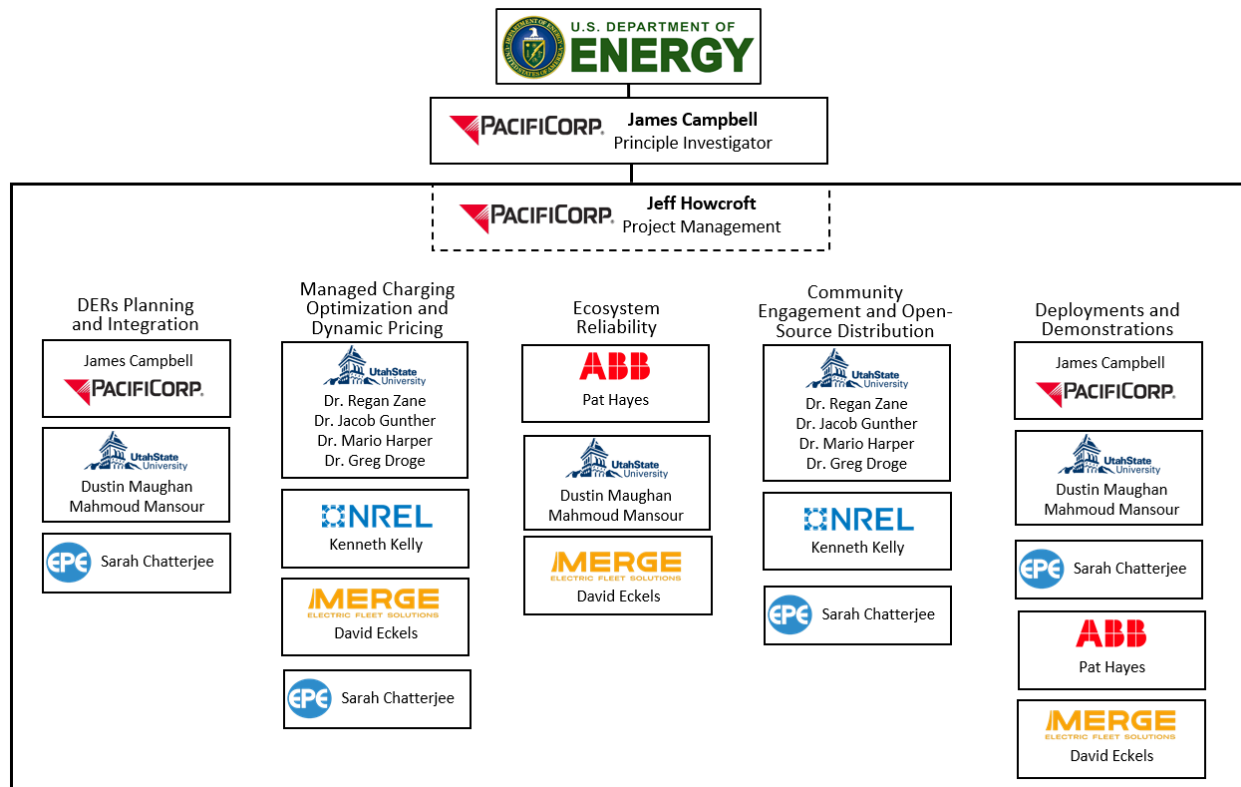 U.S. DEPARTMENT OF
ENERGY
PACIFICORP.
James Campbell
Principle Investigator
PACIFICORP.
Jeff Howcroft
Project Management
DERs Planning
and Integration
James Campbell
PACIFICORP.
UtahState
University
Dustin Maughan
Mahmoud Mansour
EPE Sarah Chatterjee
Managed Charging
Optimization and
Dynamic Pricing
UtahState
University
Dr. Regan Zane
Dr. Jacob Gunther
Dr. Mario Harper
Dr. Greg Droge
NREL
Kenneth Kelly
MERGE
ELECTRIC FLEET SOLUTIONS
David Eckels
EPE Sarah Chatterjee
Ecosystem
Reliability
ABB
Pat Hayes
UtahState
University
Dustin Maughan
Mahmoud Mansour
MERGE
ELECTRIC FLEET SOLUTIONS
David Eckels
Community
Engagement and Open-
Source Distribution
UtahState
University
Dr. Regan Zane
Dr. Jacob Gunther
Dr. Mario Harper
Dr. Greg Droge
NREL
Kenneth Kelly
EPE Sarah Chatterjee
Deployments and
Demonstrations
James Campbell
PACIFICORP.
UtahState
University
Dustin Maughan
Mahmoud Mansour
EPE Sarah Chatterjee
ABB
Pat Hayes
MERGE
ELECTRIC FLEET SOLUTIONS
David Eckels